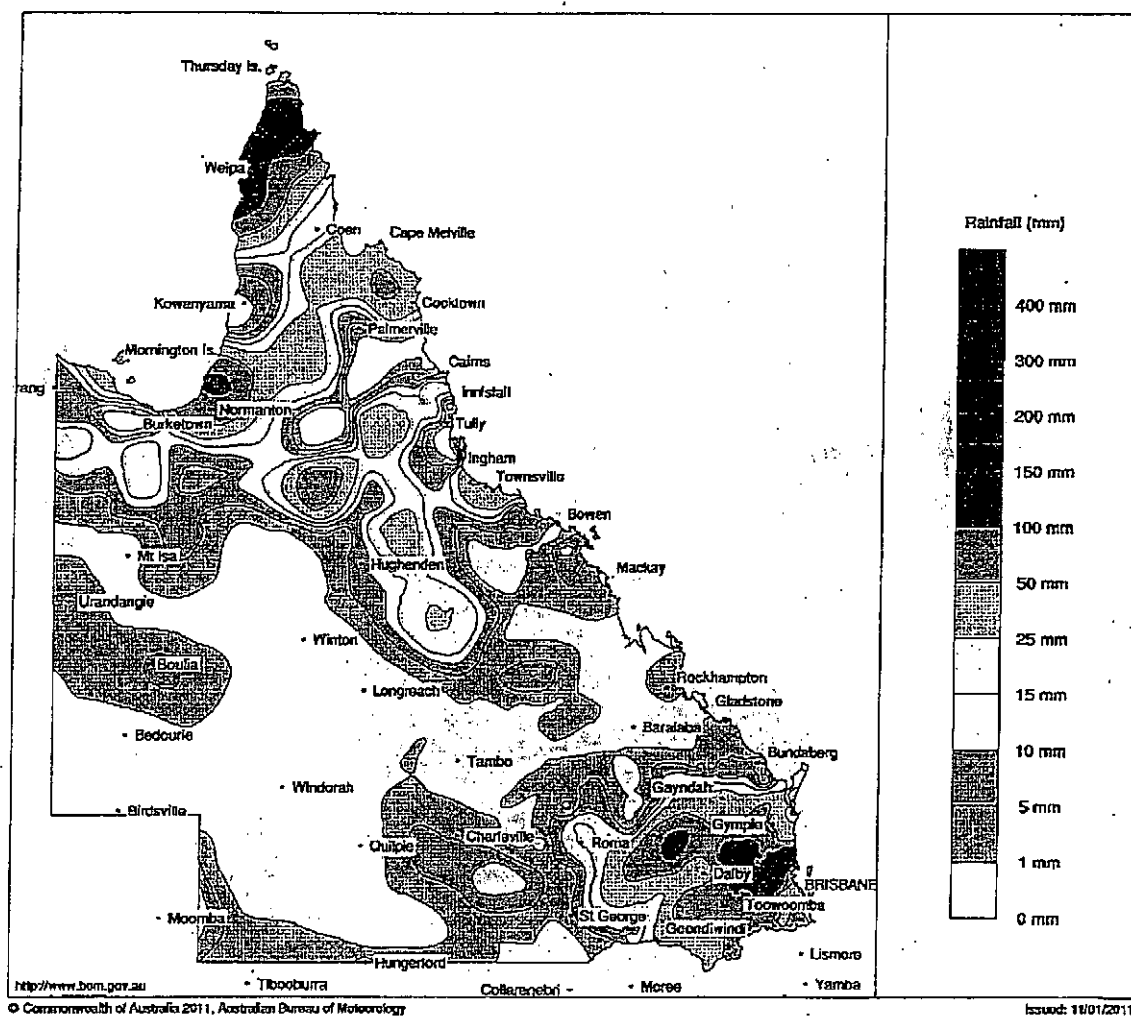 Thursday Is.
Weipa
Coen
Cape Melville
Kowanyama
Cooktown
Palmerville
Mornington Is.
Cairns
rang
Innisfail
Normanton
Burketown
Tully
Ingham
Townsville
Bowen
Mt Isa
Hughenden
Mackay
Urandangie
Winton
Boulia
Longreach
Rockhampton
Gladstone
Baralaba
Bedourie
Bundaberg
Tambo
Gayndah
Windorah
Birdsville
Gympie
Charleville
Roma
Quilpie
Dalby
BRISBANE
Toowoomba
St George
Moomba
Goondiwindi
Hungerford
Lismore
http://www.bom.gov.au
Tibooburra
Collarenebri
Moree
Yamba
Rainfall (mm)
400 mm
300 mm
200 mm
150 mm
100 mm
50 mm
25 mm
15 mm
10 mm
5 mm
1 mm
0 mm
© Commonwealth of Australia 2011, Australian Bureau of Meteorology
Issued: 11/01/2011